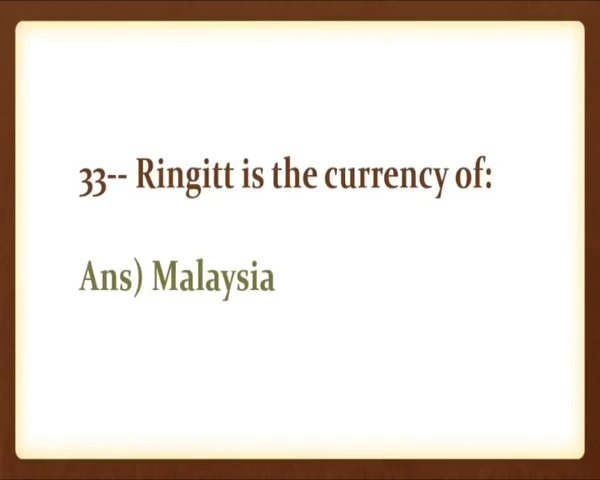 33-- Ringitt is the currency of:
Ans) Malaysia